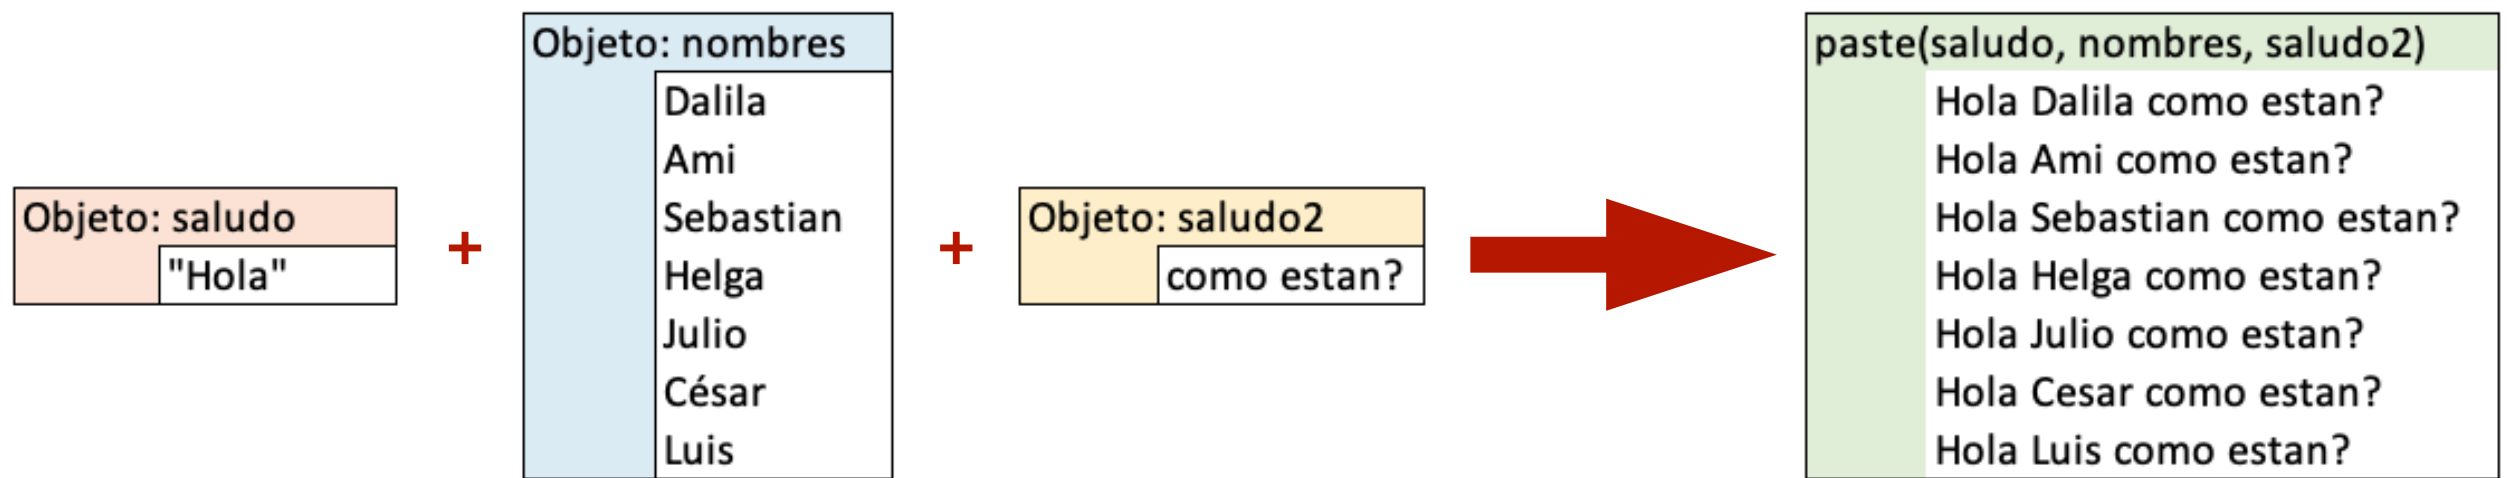 Objeto: saludo
"Hola"
+
Objeto: nombres
Dalila
Ami
Sebastian
Helga
Julio
César
Luis
+
Objeto: saludo2
como estan?
paste(saludo, nombres, saludo2)
Hola Dalila como estan?
Hola Ami como estan?
Hola Sebastian como estan?
Hola Helga como estan?
Hola Julio como estan?
Hola Cesar como estan?
Hola Luis como estan?